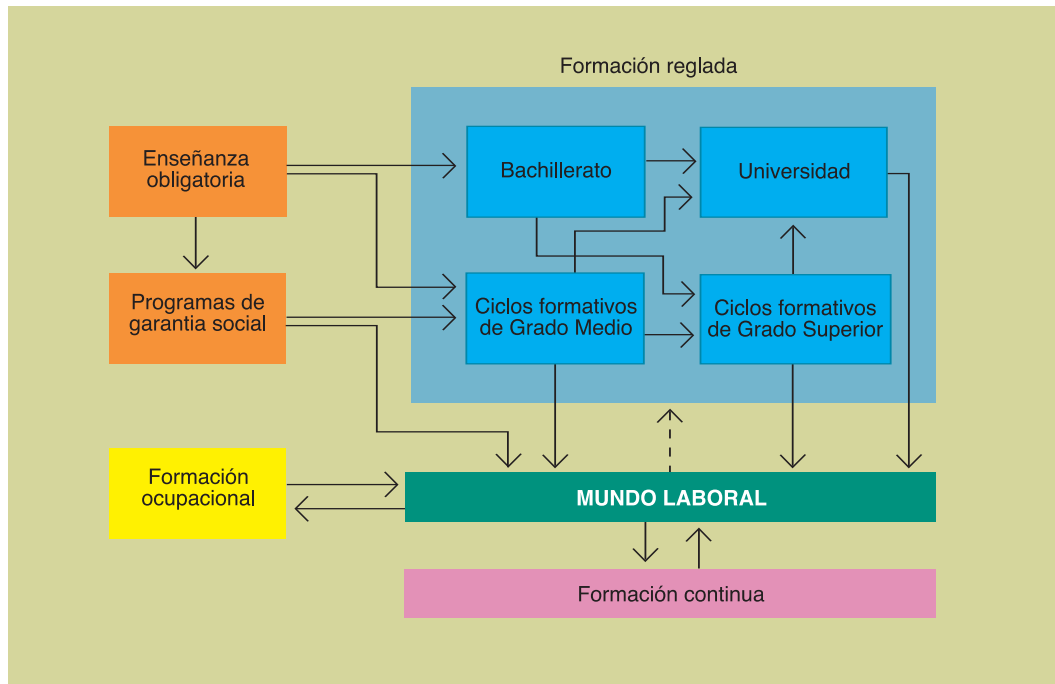 Formación reglada
Enseñanza
obligatoria
Bachillerato
Universidad
Programas de
garantia social
Ciclos formativos
de Grado Medio
Ciclos formativos
de Grado Superior
Formación
ocupacional
MUNDO LABORAL
Formación continua